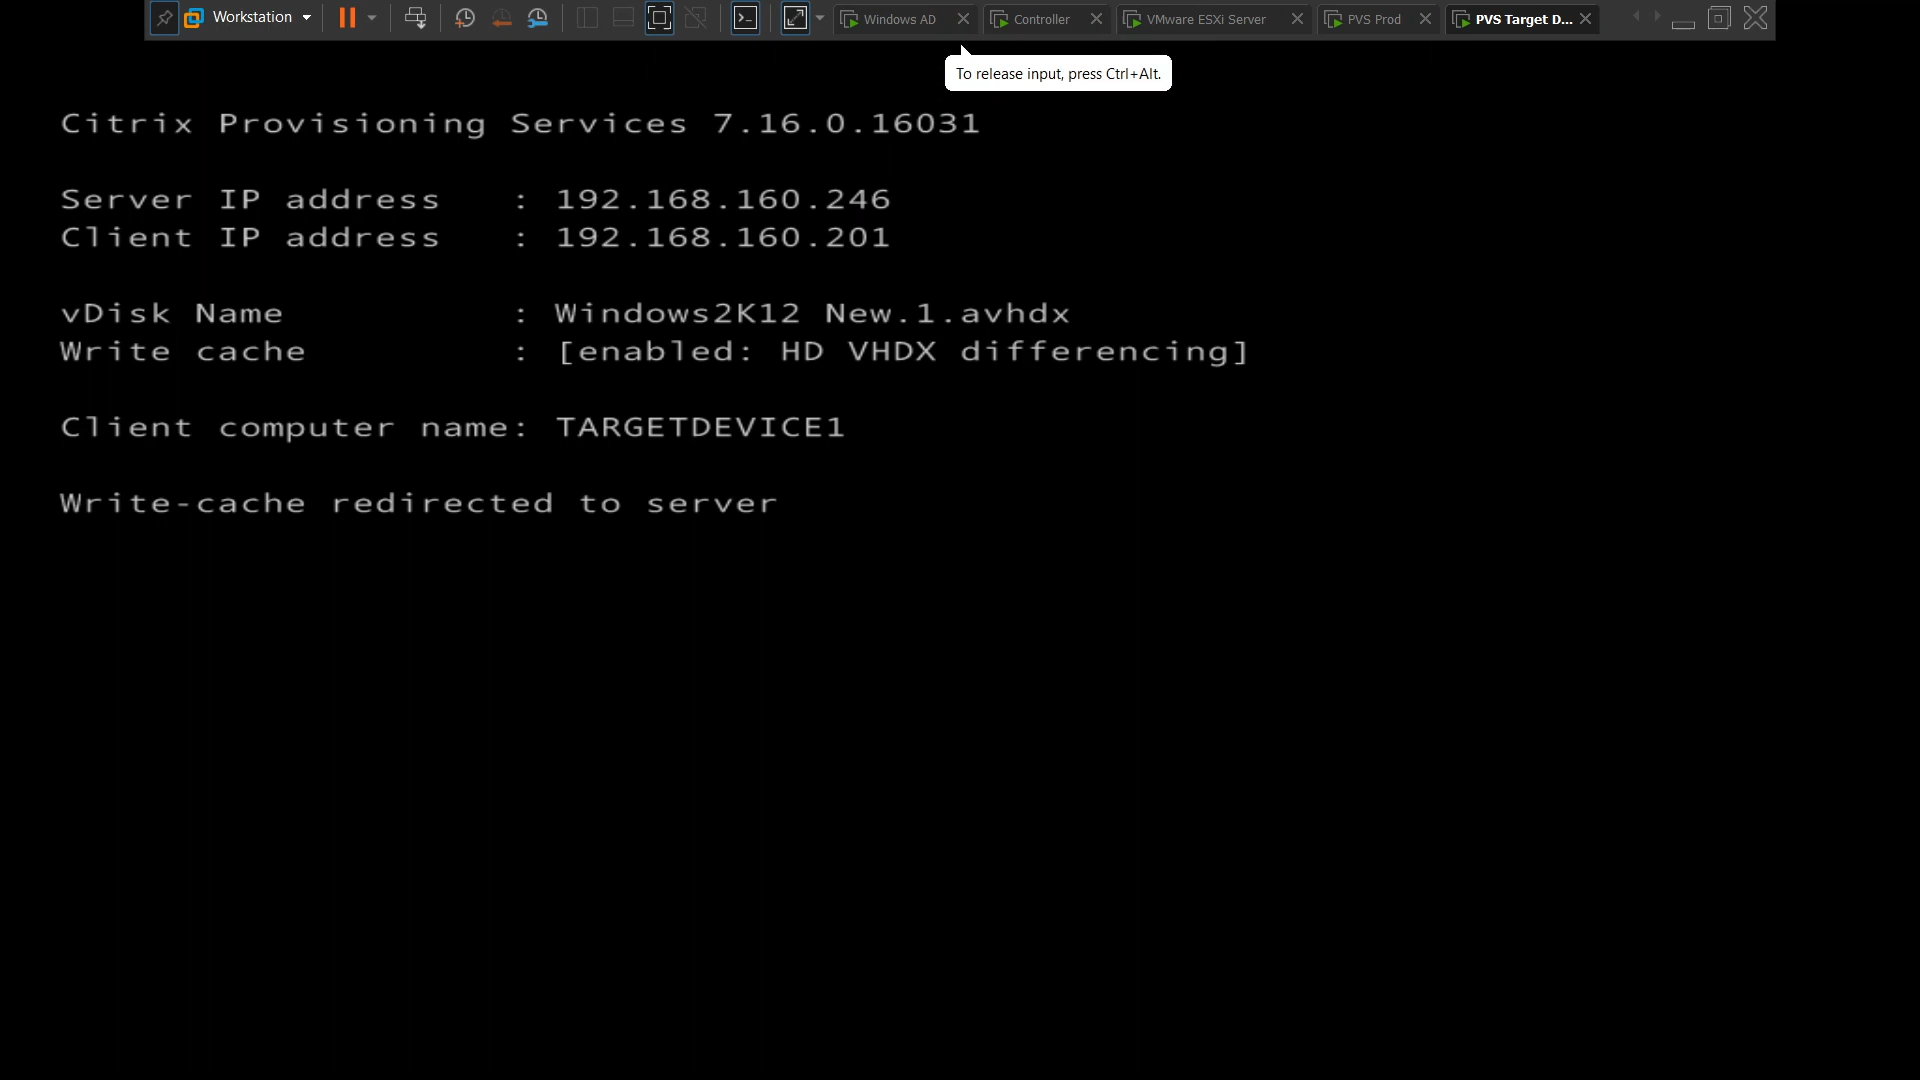 Workstation
Windows AD
Controller
VMware ESXi Server
PVS Prod
PVS Target D...
To release input, press Ctrl+Alt.
Citrix Provisioning Services 7.16.0.16031
Server IP address : 192.168.160.246
Client IP address : 192.168.160.201
vDisk Name : Windows2K12 New.1.avhdx
Write cache : [enabled: HD VHDX differencing]
Client computer name: TARGETDEVICE1
Write-cache redirected to server